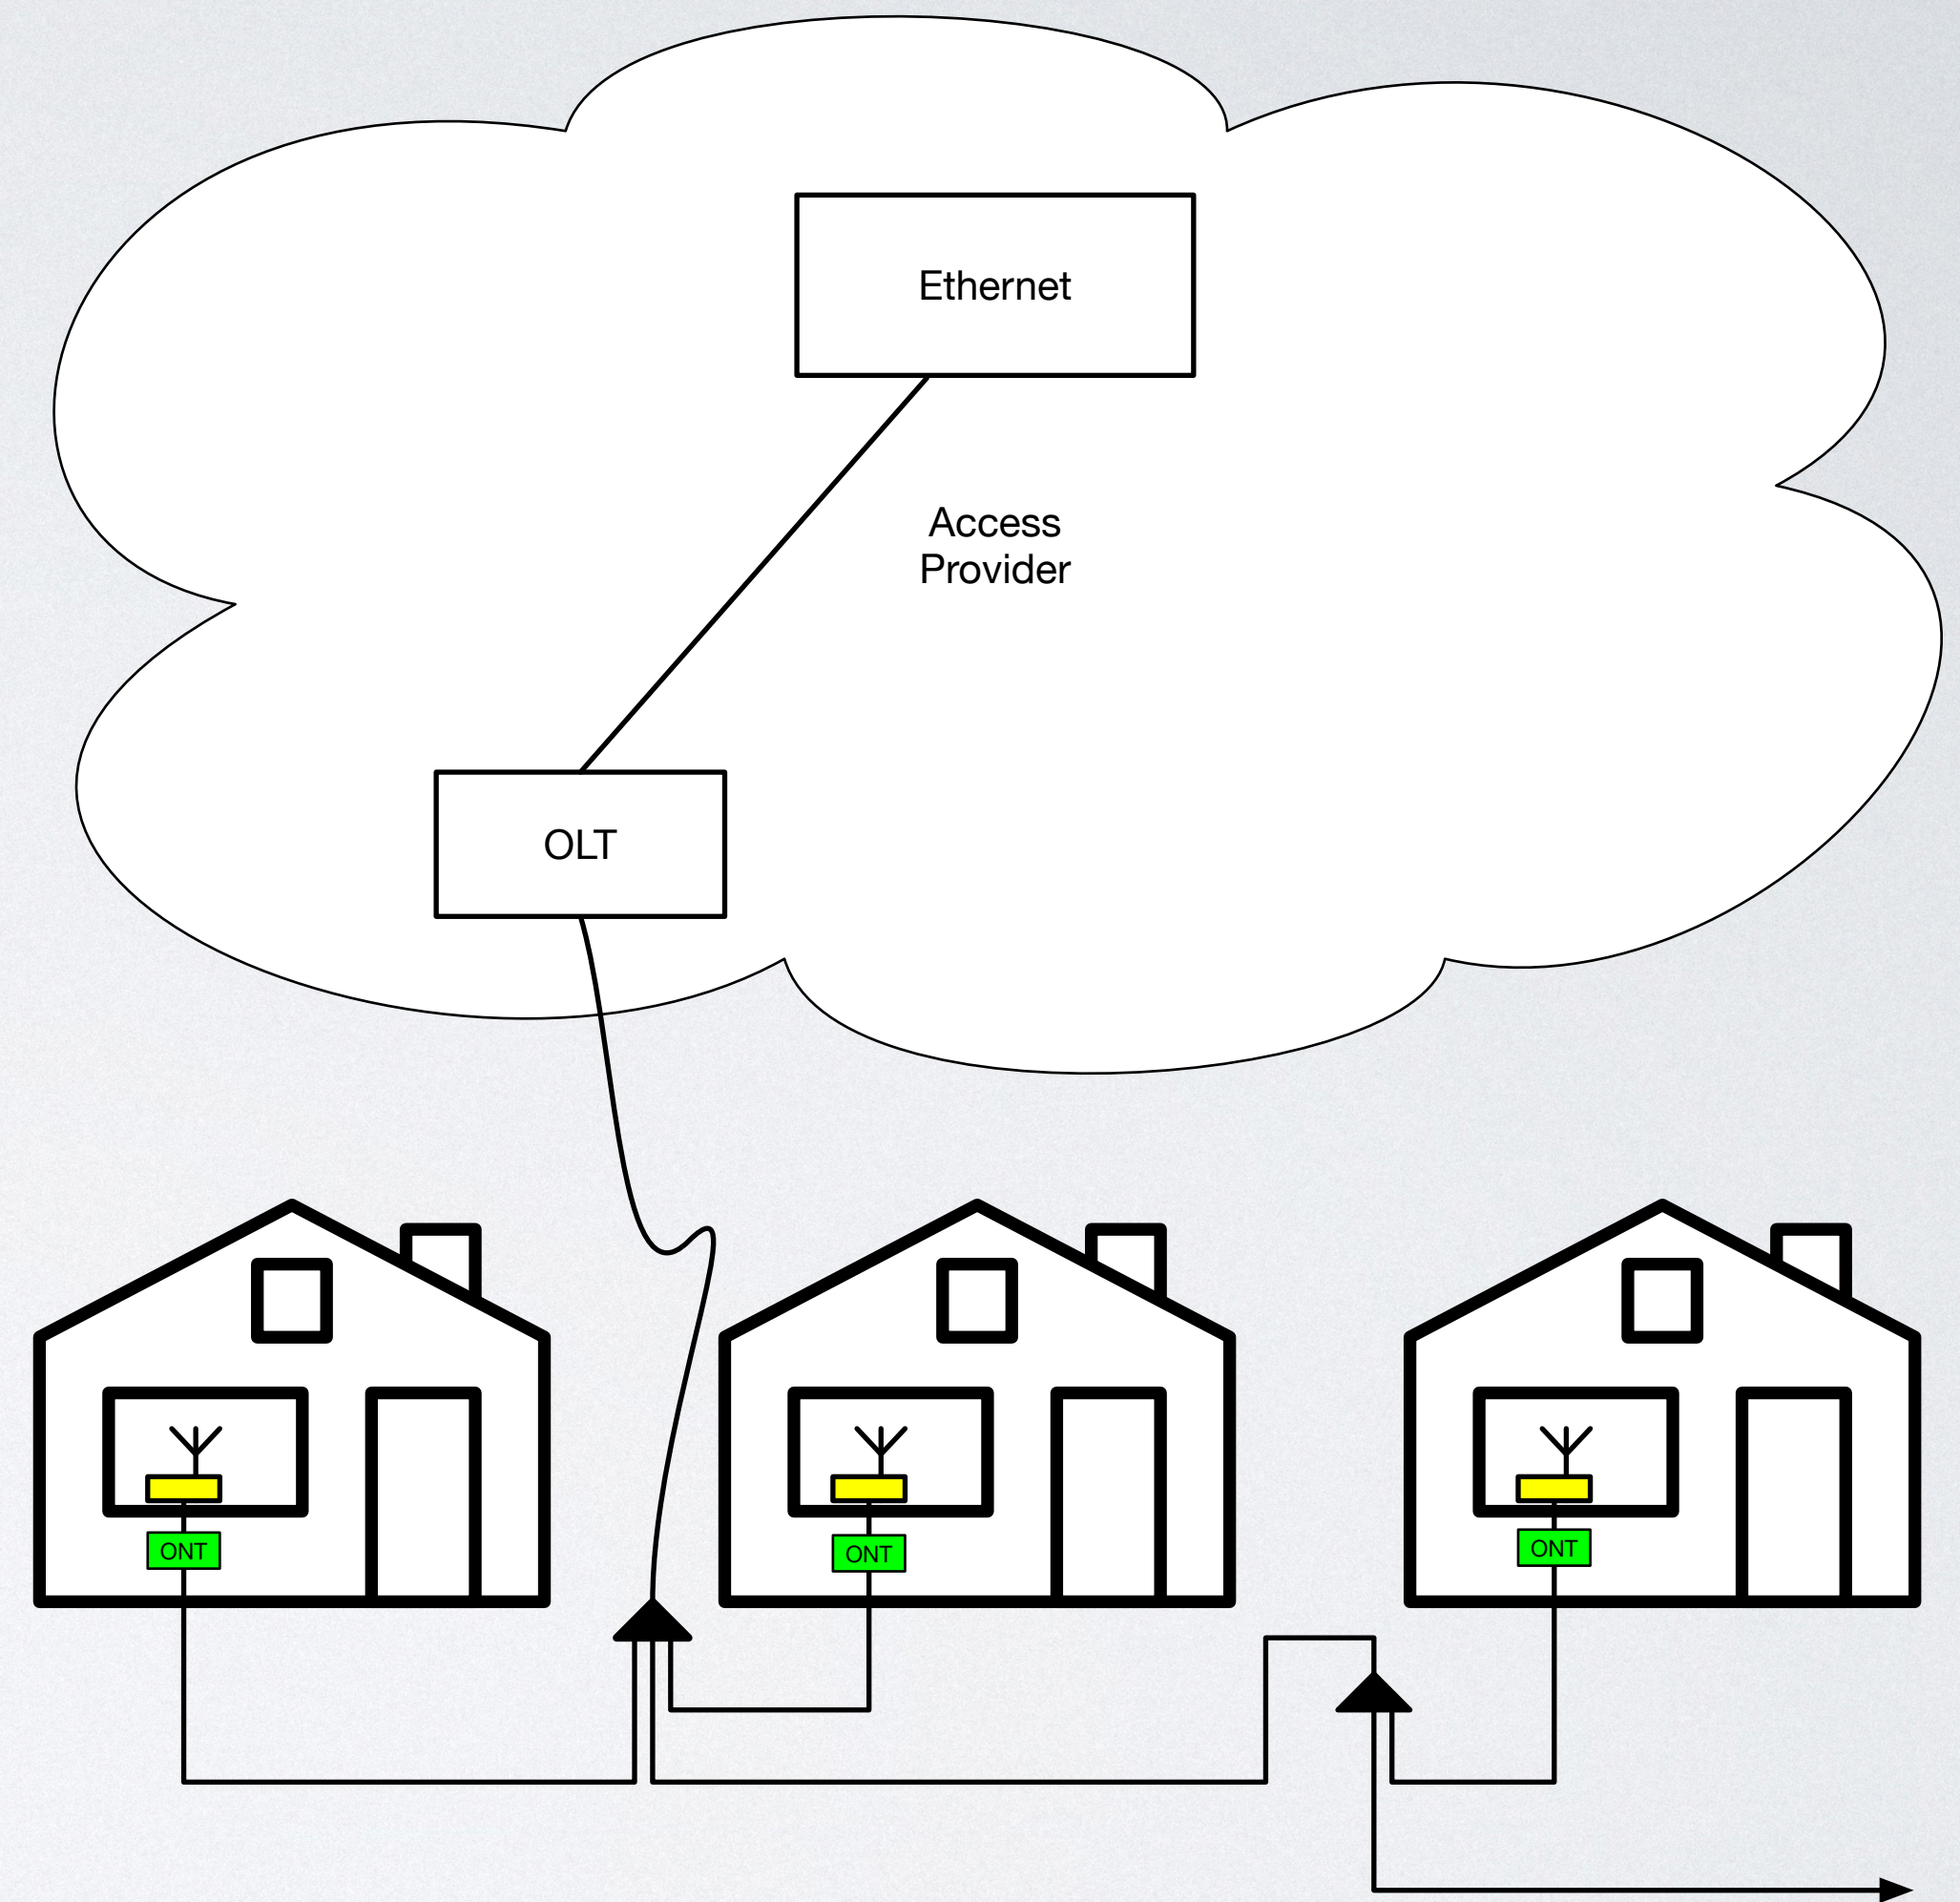 Ethernet
Access
Provider
OLT
ONT
ONT
ONT